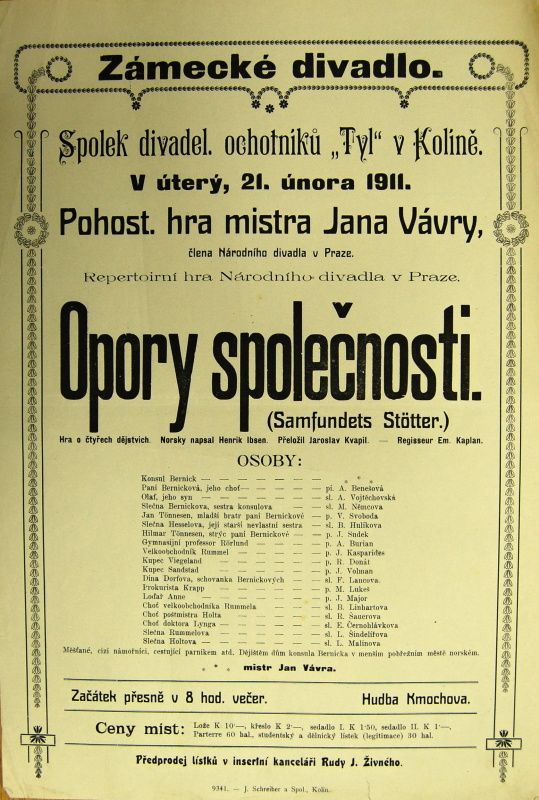 Zámecké divadlo.
Spolek divadel. ochotníků „Tyl“ v Kolíně.
V úterý, 21. února 1911.
Pohost. hra mistra Jana Vávry,
člena Národního divadla v Praze.
Repertoirní hra Národního divadla v Praze.
Opory společnosti.
(Samfundets Stötter.)
Hra o čtyřech dějstvích. Norsky napsal Henrik Ibsen. Přeložil Jaroslav Kvapil. — Regisseur Em. Kaplan.
OSOBY:
Konsul Bernick — — — — — — — * * *
Paní Bernicková, jeho choť — — — — — pí. A. Benešová
Olaf, jeho syn — — — — — — — sl. A. Vojtěchovská
Slečna Bernickova, sestra konsulova — — — sl. M. Němcova
Jan Tönnesen, mladší bratr paní Bernickové — p. V. Svoboda
Slečna Hesselova, její starší nevlastní sestra — sl. B. Hulíkova
Hilmar Tönnesen, strýc paní Bernickové — — p. J. Sudek
Gymnasijní professor Rörlund — — — — p. A. Burian
Velkoobchodník Rummel — — — — — p. J. Kasparides
Kupec Viegeland — — — — — — p. R. Donát
Kupec Sandstad — — — — — — p. J. Volman
Dina Dorfova, schovanka Bernickových — — sl. F. Lancova
Prokurista Krapp — — — — — — p. M. Lukeš
Loďař Aune — — — — — — — p. J. Major
Choť velkoobchodníka Rummela — — — sl. B. Linhartova
Choť poštmistra Holta — — — — — sl. R. Sauerova
Choť doktora Lynga — — — — — — sl. E. Černohlávkova
Slečna Rummelova — — — — — — sl. L. Šindelířova
Slečna Holtova — — — — — — — sl. L. Malinova
Měšťané, cizí námořníci, cestující parníkem atd. Dějištěm dům konsula Bernicka v menším pobřežním městě norském.
* * * mistr Jan Vávra.
Začátek přesně v 8 hod. večer. Hudba Kmochova.
Ceny míst: Lože K 10·—, křeslo K 2·—, sedadlo I. K 1·50, sedadlo II. K 1·—,
Parterre 60 hal., studentský a dělnický lístek (legitimace) 30 hal.
Předprodej lístků v insertní kanceláři Rudy J. Živného.
9341. — J. Schreiber a Spol., Kolín.